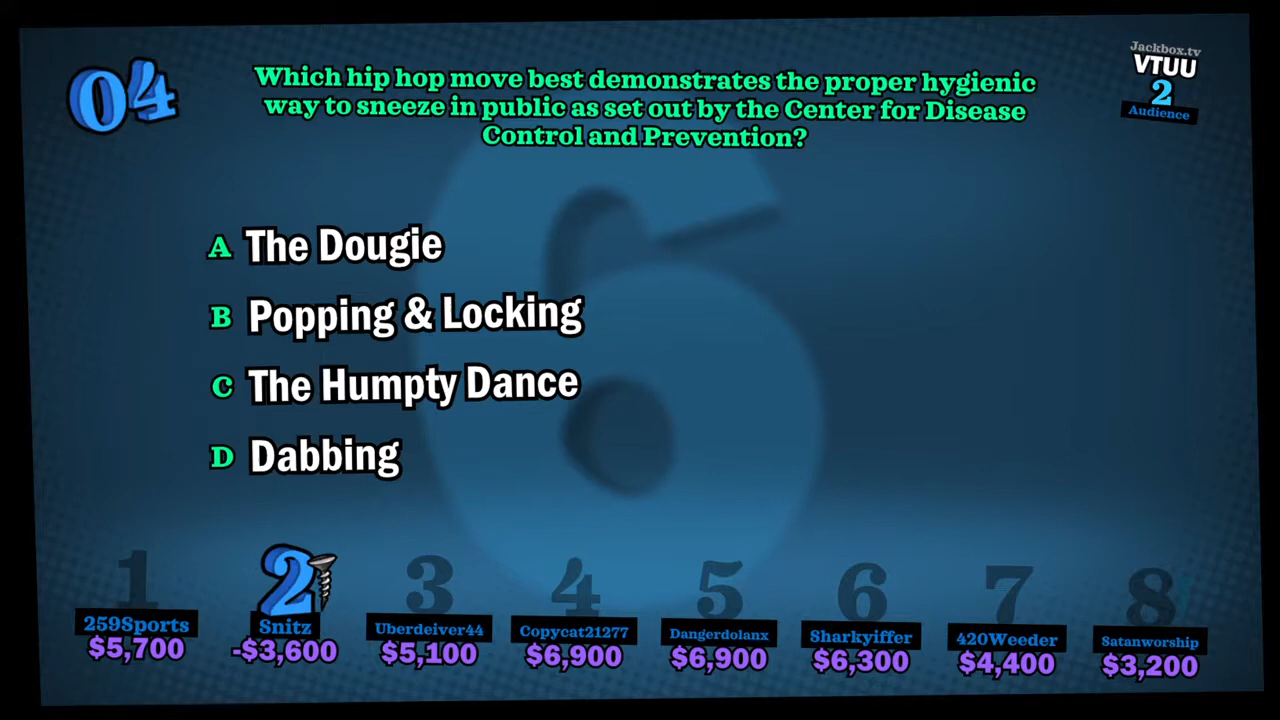 04
Which hip hop move best demonstrates the proper hygienic
way to sneeze in public as set out by the Center for Disease
Control and Prevention?
Jackbox.tv
VTUU
2
Audience
6
A The Dougie
B Popping & Locking
C The Humpty Dance
D Dabbing
1 2 3 4 5 6 7 8
259Sports Snitz Uberdeiver44 Copycat21277 Dangerdolanx Sharkyiffer 420Weeder Satanworship
$5,700 -$3,600 $5,100 $6,900 $6,900 $6,300 $4,400 $3,200